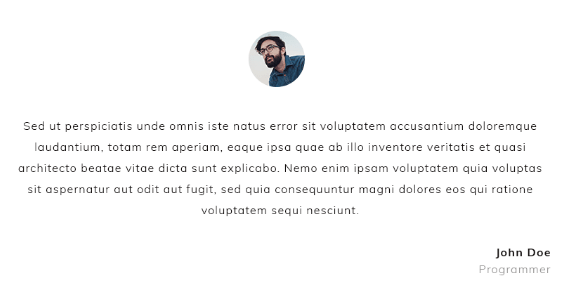 Sed ut perspiciatis unde omnis iste natus error sit voluptatem accusantium doloremque
laudantium, totam rem aperiam, eaque ipsa quae ab illo inventore veritatis et quasi
architecto beatae vitae dicta sunt explicabo. Nemo enim ipsam voluptatem quia voluptas
sit aspernatur aut odit aut fugit, sed quia consequuntur magni dolores eos qui ratione
voluptatem sequi nesciunt.
John Doe
Programmer